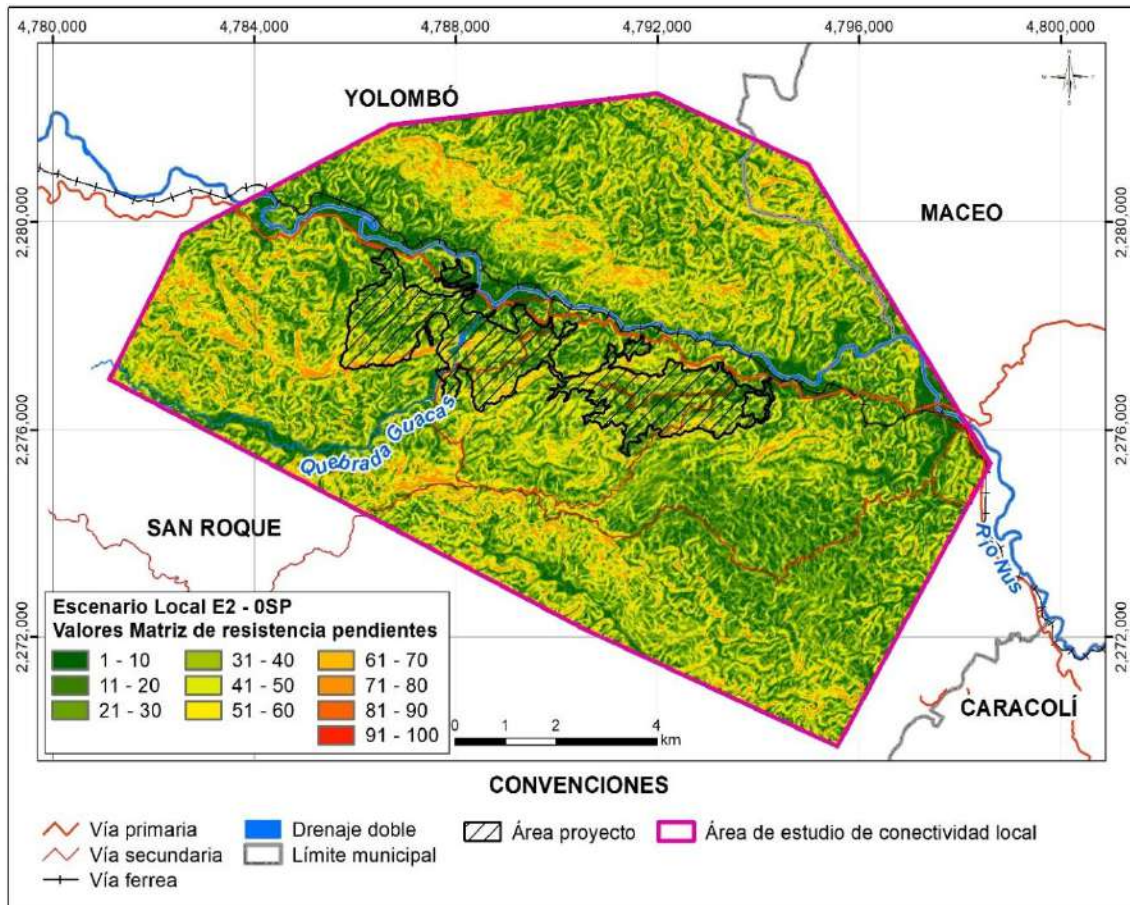 4,780,000 4,784,000 4,788,000 4,792,000 4,796,000 4,800,000
YOLOMBÓ
MACEO
2,280,000
2,280,000
2,276,000
2,276,000
Quebrada Guacas
SAN ROQUE
Río Nus
2,272,000
2,272,000
CARACOLÍ
Escenario Local E2 - 0SP
Valores Matriz de resistencia pendientes
1 - 10 31 - 40 61 - 70
11 - 20 41 - 50 71 - 80
21 - 30 51 - 60 81 - 90
91 - 100
0 1 2 4
km
CONVENCIONES
Vía primaria Drenaje doble Área proyecto Área de estudio de conectividad local
Vía secundaria Límite municipal
Vía ferrea